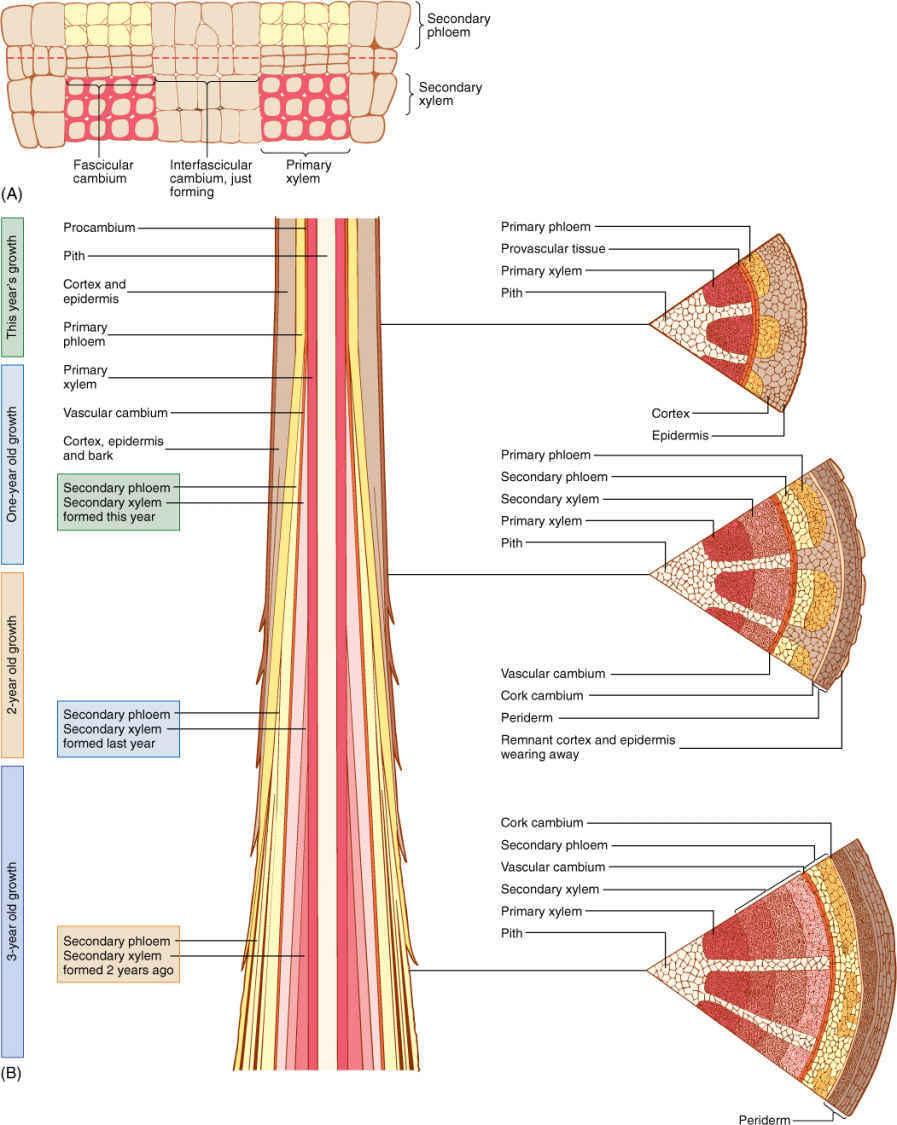 Secondary
phloem
Secondary
xylem
Fascicular
cambium
Interfascicular
cambium, just
forming
Primary
xylem
(A)
This year's growth
One-year old growth
2-year old growth
3-year old growth
Procambium
Pith
Cortex and
epidermis
Primary
phloem
Primary
xylem
Vascular cambium
Cortex, epidermis
and bark
Secondary phloem
Secondary xylem
formed this year
Secondary phloem
Secondary xylem
formed last year
Secondary phloem
Secondary xylem
formed 2 years ago
Primary phloem
Provascular tissue
Primary xylem
Pith
Cortex
Epidermis
Primary phloem
Secondary phloem
Secondary xylem
Primary xylem
Pith
Vascular cambium
Cork cambium
Periderm
Remnant cortex and epidermis
wearing away
Cork cambium
Secondary phloem
Vascular cambium
Secondary xylem
Primary xylem
Pith
Periderm
(B)